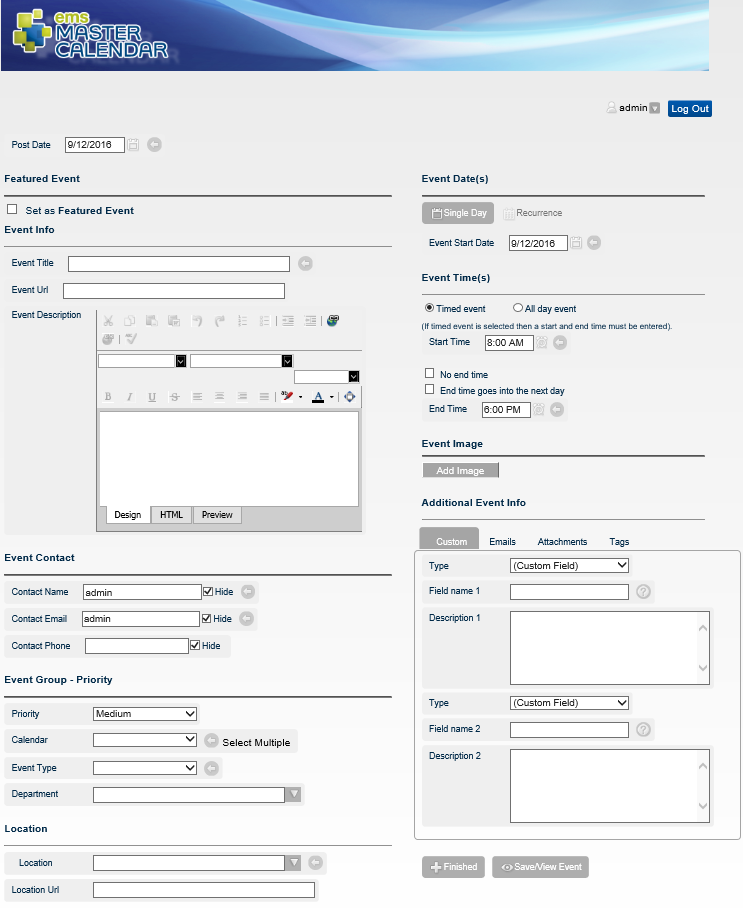 ems
MASTER
CALENDAR
admin
Log Out
Post Date 9/12/2016
Featured Event
Set as Featured Event
Event Info
Event Title
Event Url
Event Description
B I U S
A
Design HTML Preview
Event Contact
Contact Name admin Hide
Contact Email admin Hide
Contact Phone Hide
Event Group - Priority
Priority Medium
Calendar Select Multiple
Event Type
Department
Location
Location
Location Url
Event Date(s)
Single Day Recurrence
Event Start Date 9/12/2016
Event Time(s)
Timed event All day event
(If timed event is selected then a start and end time must be entered).
Start Time 8:00 AM
No end time
End time goes into the next day
End Time 6:00 PM
Event Image
Add Image
Additional Event Info
Custom Emails Attachments Tags
Type (Custom Field)
Field name 1 ?
Description 1
Type (Custom Field)
Field name 2 ?
Description 2
Finished Save/View Event